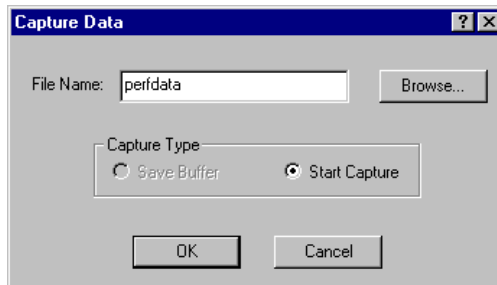 Capture Data
File Name: perfdata Browse...
Capture Type
Save Buffer Start Capture
OK Cancel